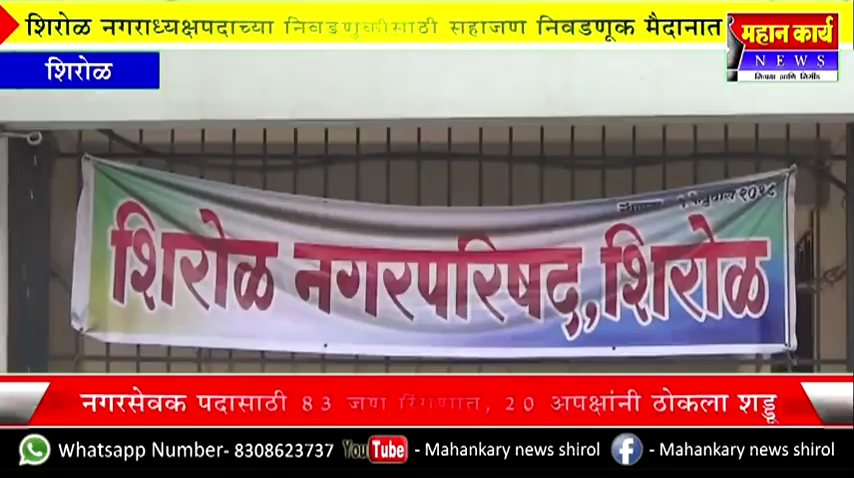 शिरोळ नगराध्यक्षपदाच्या निवडणुकीसाठी सहाजण निवडणूक मैदानात
महान कार्य
NEWS
शिरोळ
शिरोळ नगरपरिषद,शिरोळ
नगरसेवक पदासाठी 83 जण रिंगणात, 20 अपक्षांनी ठोकला शड्डू
Whatsapp Number- 8308623737 YouTube - Mahankary news shirol f - Mahankary news shirol